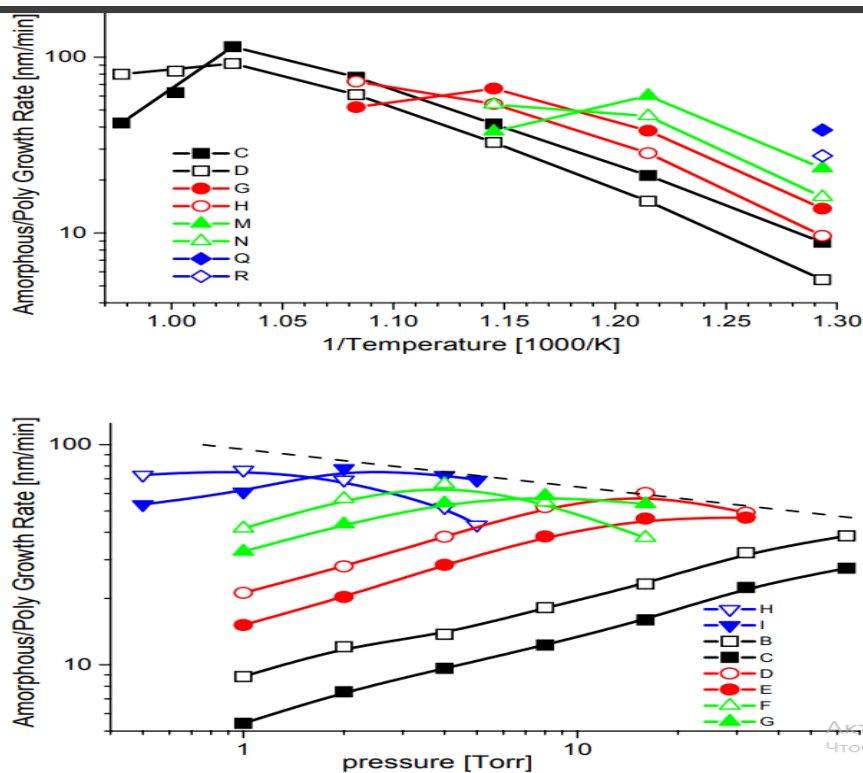 Amorphous/Poly Growth Rate [nm/min]
100
10
C
D
G
H
M
N
Q
R
1.00 1.05 1.10 1.15 1.20 1.25 1.30
1/Temperature [1000/K]
Amorphous/Poly Growth Rate [nm/min]
100
10
H
I
B
C
D
E
F
G
1 10
pressure [Torr]